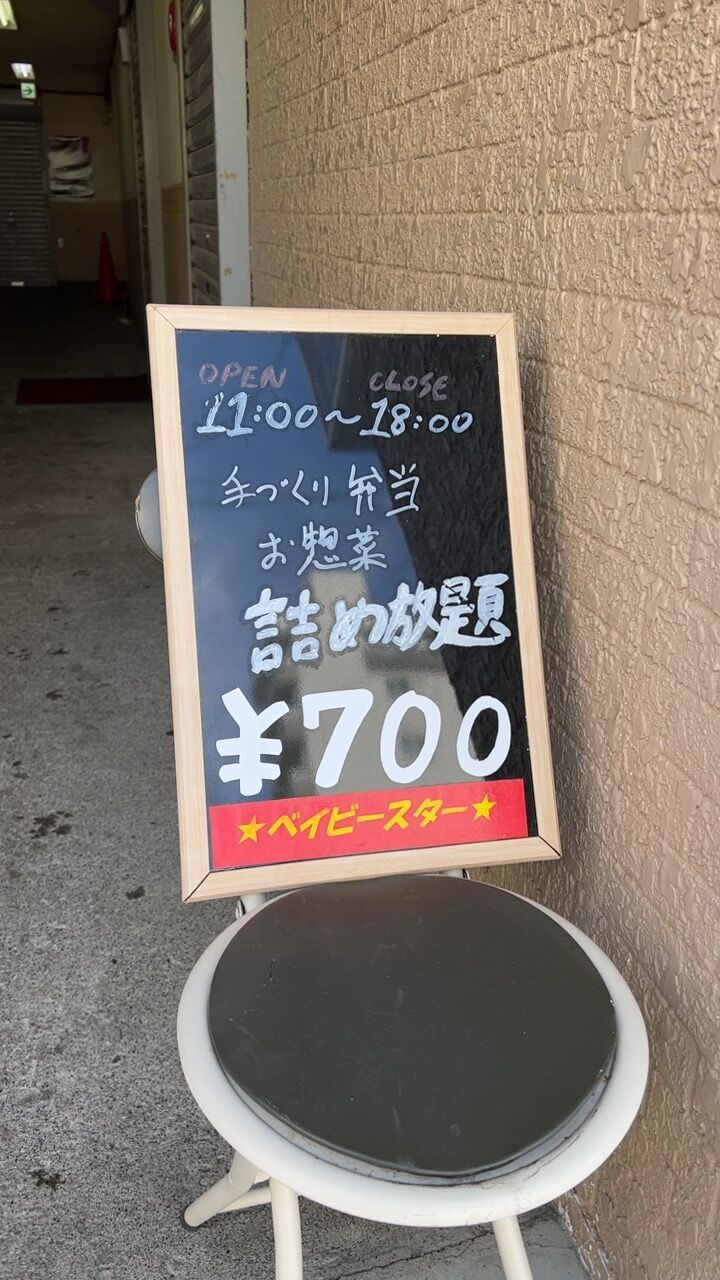 OPEN CLOSE
11:00～18:00
手づくり弁当
お惣菜
詰め放題
¥700
★ベイビースター★